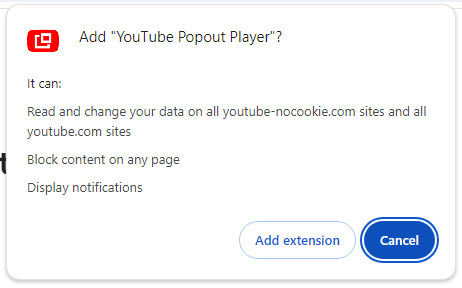 Add "YouTube Popout Player"?
It can:
Read and change your data on all youtube-nocookie.com sites and all
youtube.com sites
Block content on any page
Display notifications
Add extension
Cancel